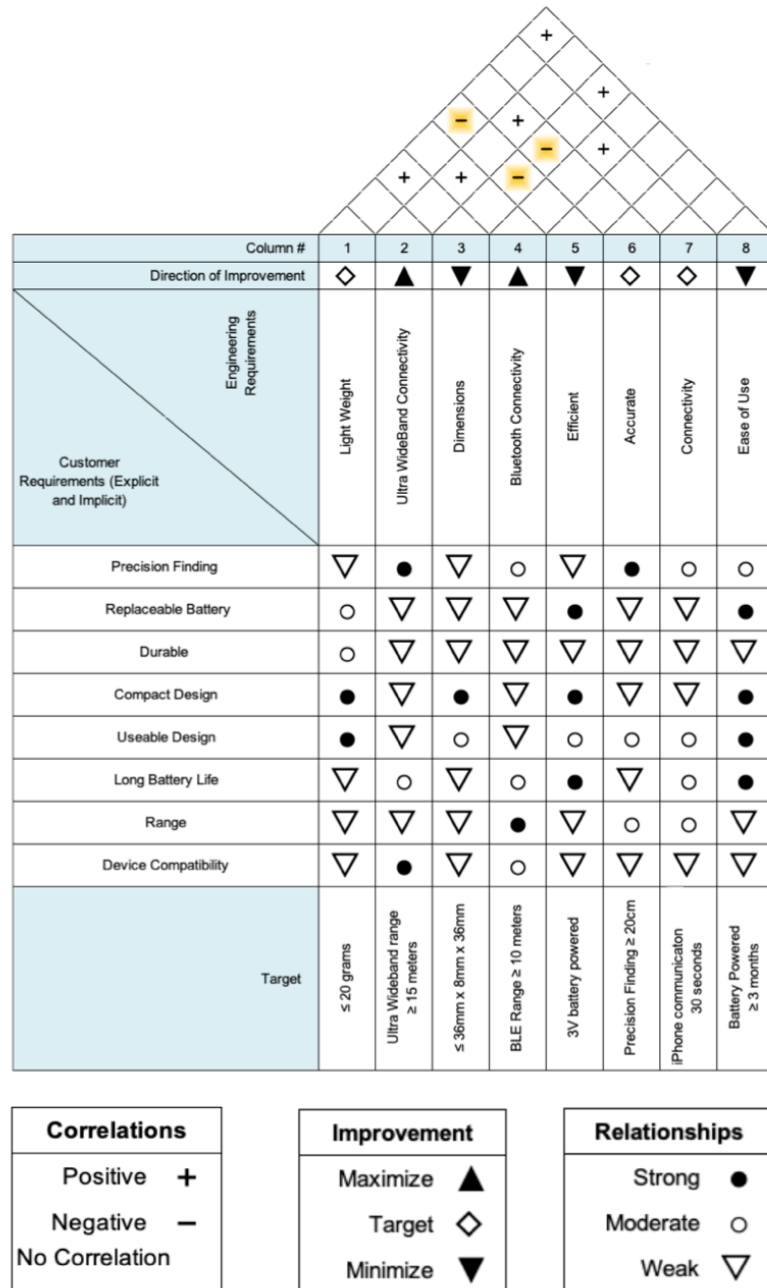 +
+
− +
− +
+ + −
Column # 1 2 3 4 5 6 7 8
Direction of Improvement ◇ ▲ ▼ ▲ ▼ ◇ ◇ ▼
Engineering
Requirements
Customer
Requirements (Explicit
and Implicit)
Light Weight
Ultra WideBand Connectivity
Dimensions
Bluetooth Connectivity
Efficient
Accurate
Connectivity
Ease of Use
Precision Finding ▽ ● ▽ ○ ▽ ● ○ ○
Replaceable Battery ○ ▽ ▽ ▽ ● ▽ ▽ ●
Durable ○ ▽ ▽ ▽ ▽ ▽ ▽ ▽
Compact Design ● ▽ ● ▽ ● ▽ ▽ ●
Useable Design ● ▽ ○ ▽ ○ ○ ○ ●
Long Battery Life ▽ ○ ▽ ○ ● ▽ ○ ●
Range ▽ ▽ ▽ ● ▽ ○ ○ ▽
Device Compatibility ▽ ● ▽ ○ ▽ ▽ ▽ ▽
Target
≤ 20 grams
Ultra Wideband range
≥ 15 meters
≤ 36mm x 8mm x 36mm
BLE Range ≥ 10 meters
3V battery powered
Precision Finding ≥ 20cm
iPhone communicaton
30 seconds
Battery Powered
≥ 3 months
Correlations
Positive +
Negative −
No Correlation
Improvement
Maximize ▲
Target ◇
Minimize ▼
Relationships
Strong ●
Moderate ○
Weak ▽